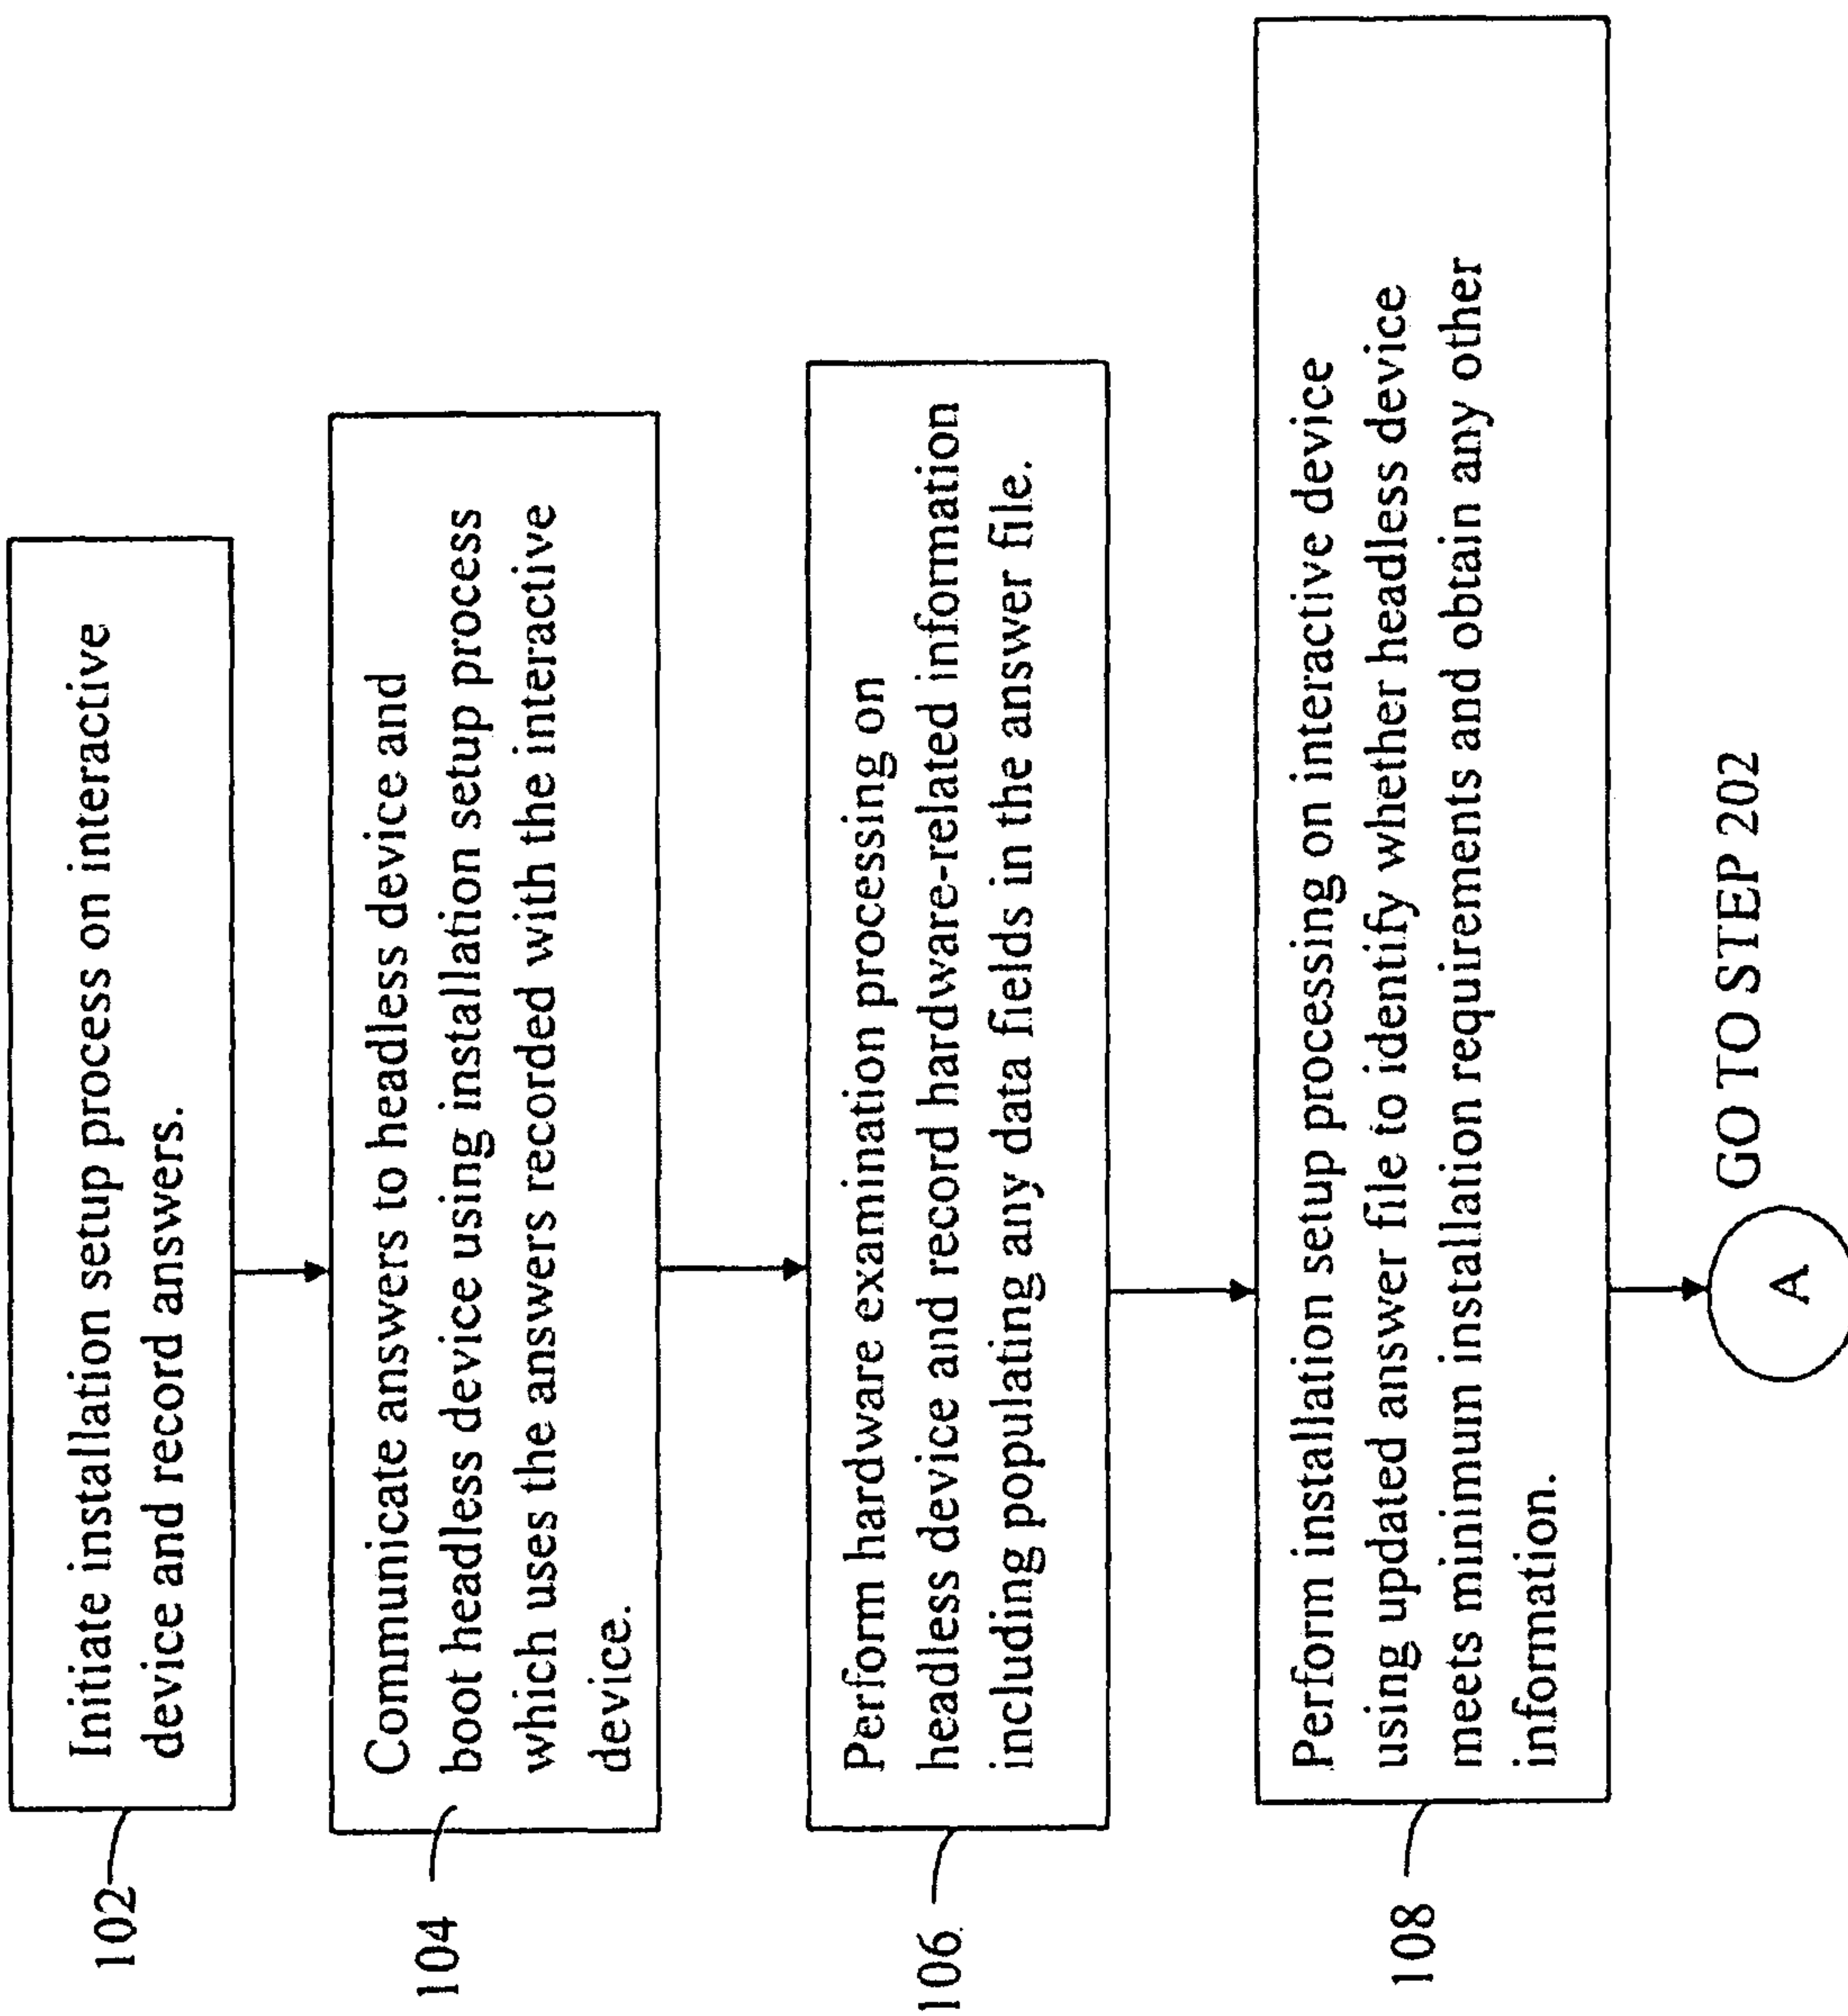 102
Initiate installation setup process on interactive
device and record answers.
104
Communicate answers to headless device and
boot headless device using installation setup process
which uses the answers recorded with the interactive
device.
106
Perform hardware examination processing on
headless device and record hardware-related information
including populating any data fields in the answer file.
108
Perform installation setup processing on interactive device
using updated answer file to identify whether headless device
meets minimum installation requirements and obtain any other
information.
A
GO TO STEP 202